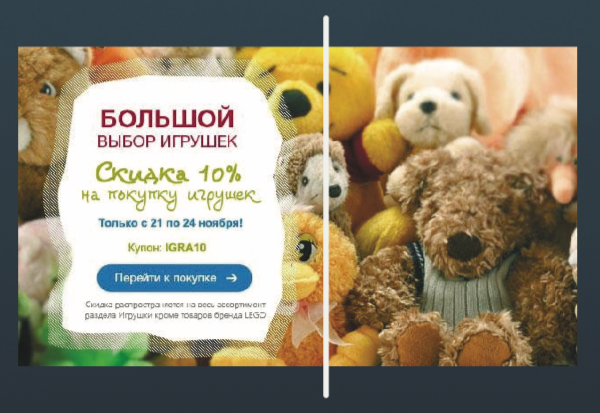 БОЛЬШОЙ
ВЫБОР ИГРУШЕК
Скидка 10%
на покупку игрушек
Только с 21 по 24 ноября!
Купон: IGRA10
Перейти к покупке →
Скидка распространяется на весь ассортимент
раздела Игрушки кроме товаров бренда LEGO